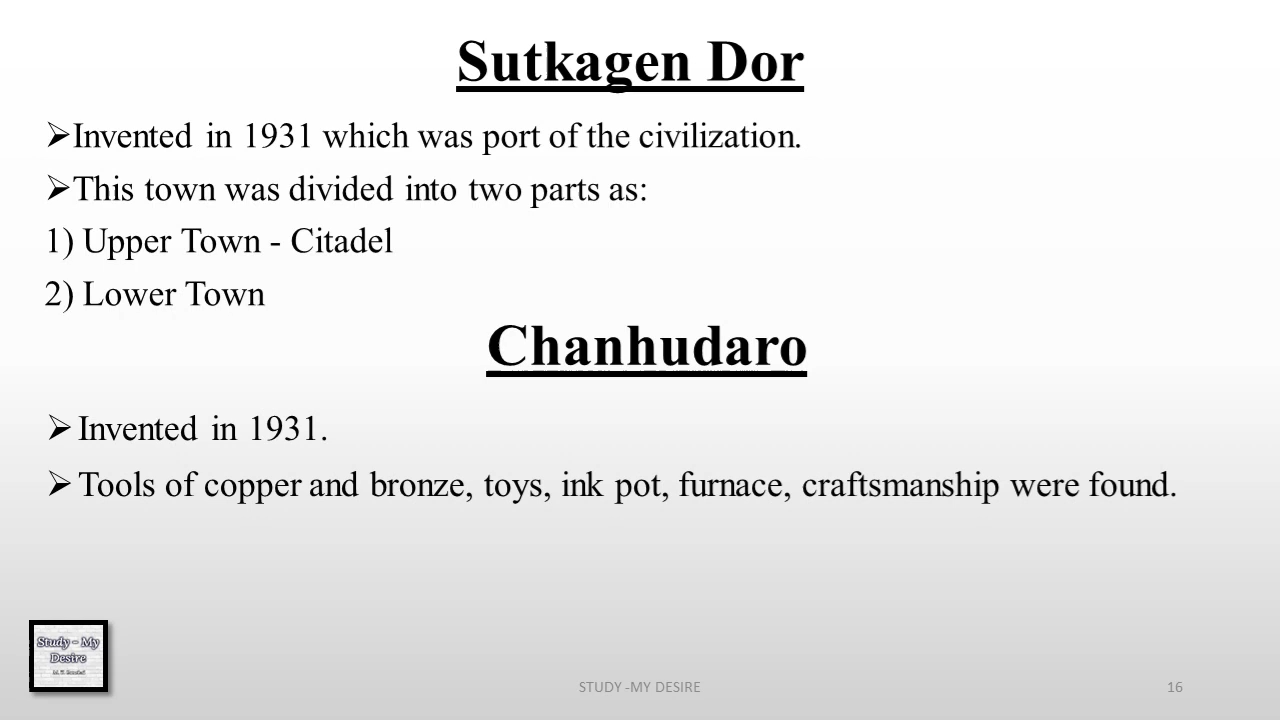 Sutkagen Dor
➢Invented in 1931 which was port of the civilization.
➢This town was divided into two parts as:
1) Upper Town - Citadel
2) Lower Town
Chanhudaro
➢ Invented in 1931.
➢ Tools of copper and bronze, toys, ink pot, furnace, craftsmanship were found.
Study - My
Desire
STUDY -MY DESIRE
16